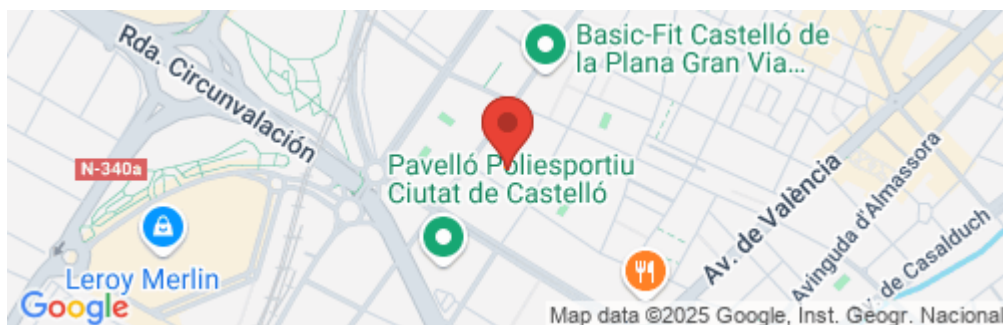 Rda. Circunvalación
Basic-Fit Castelló de
la Plana Gran Via...
N-340a
Pavelló Poliesportiu
Ciutat de Castelló
Av. de València
Avinguda d'Almassora
Av. de Casalduch
Leroy Merlin
Google
Map data ©2025 Google, Inst. Geogr. Nacional